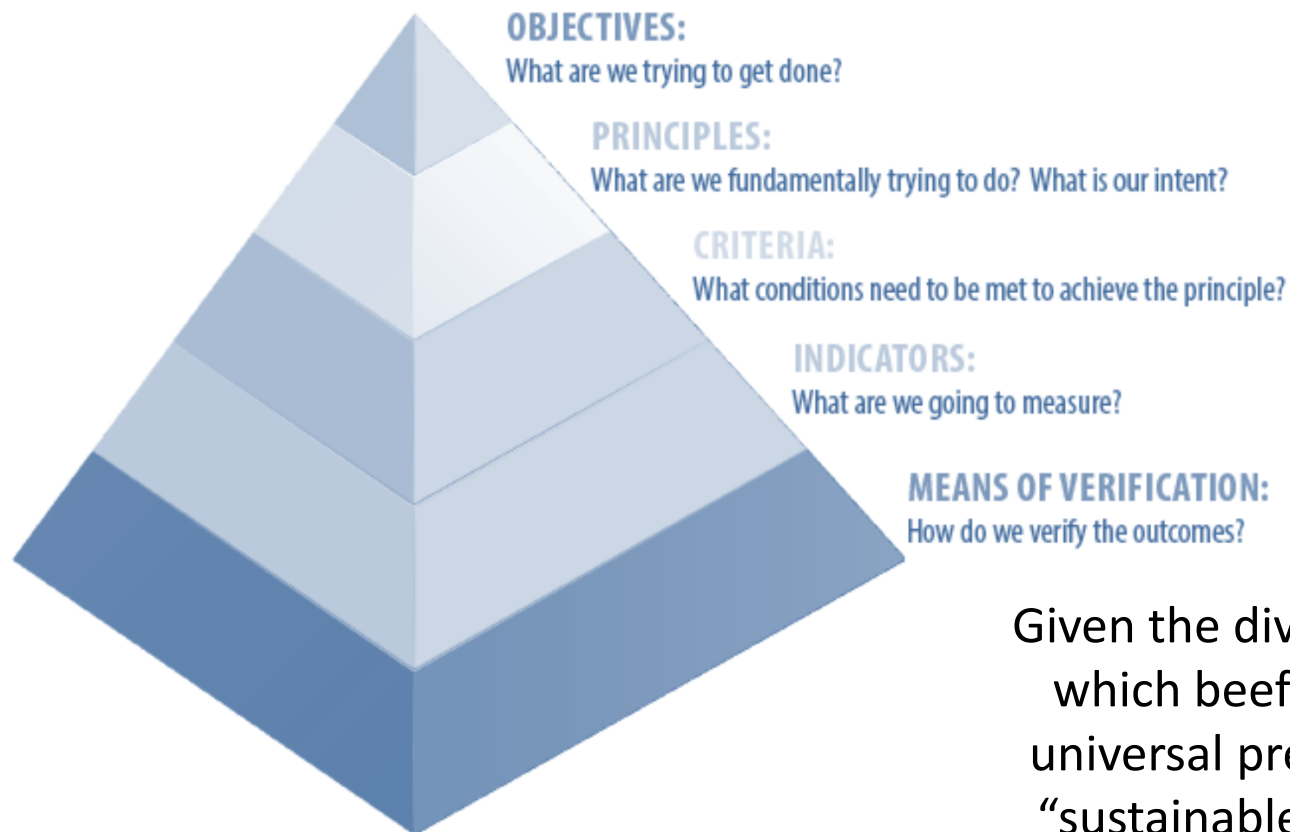 OBJECTIVES:
What are we trying to get done?
PRINCIPLES:
What are we fundamentally trying to do? What is our intent?
CRITERIA:
What conditions need to be met to achieve the principle?
INDICATORS:
What are we going to measure?
MEANS OF VERIFICATION:
How do we verify the outcomes?
Given the
which beef
universal
“sustainable